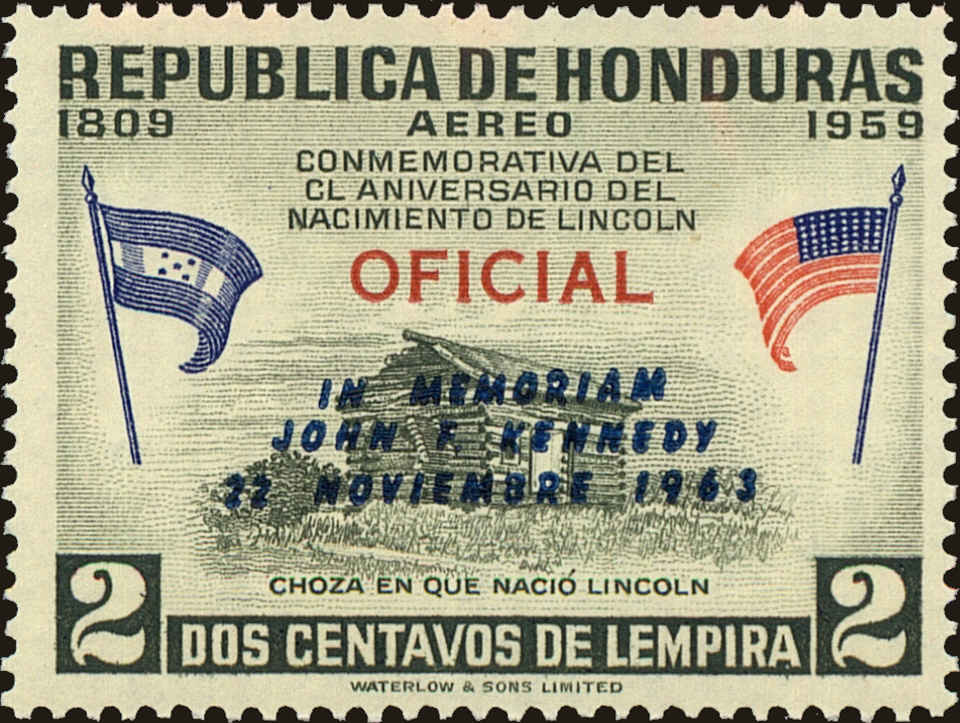 REPUBLICA DE HONDURAS
1809 AEREO 1959
CONMEMORATIVA DEL
CL ANIVERSARIO DEL
NACIMIENTO DE LINCOLN
OFICIAL
IN MEMORIAM
JOHN F. KENNEDY
22 NOVIEMBRE 1963
CHOZA EN QUE NACIÓ LINCOLN
2 DOS CENTAVOS DE LEMPIRA 2
WATERLOW & SONS LIMITED